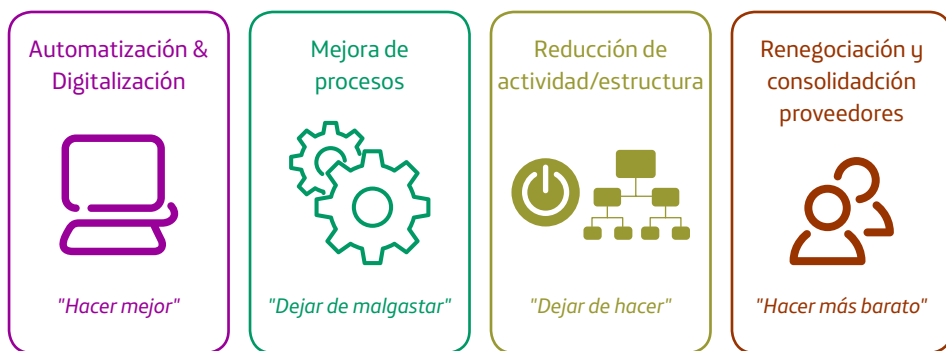 Automatización &
Digitalización
"Hacer mejor"
Mejora de
procesos
"Dejar de malgastar"
Reducción de
actividad/estructura
"Dejar de hacer"
Renegociación y
consolidadción
proveedores
"Hacer más barato"